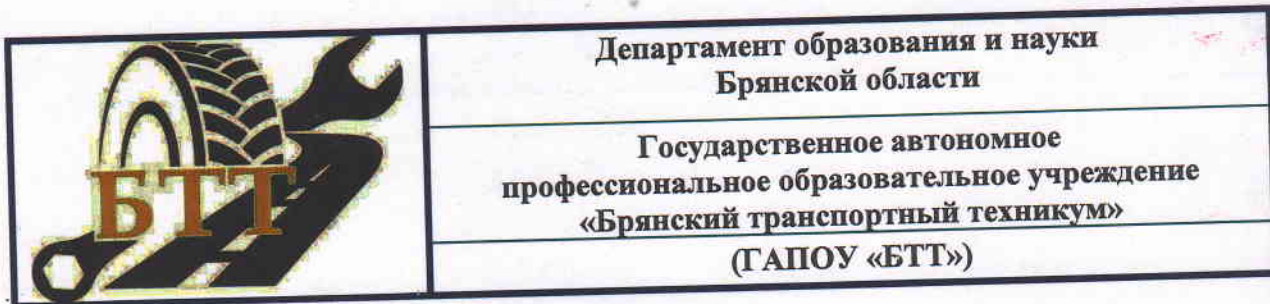 БТТ
Департамент образования и науки
Брянской области
Государственное автономное
профессиональное образовательное учреждение
«Брянский транспортный техникум»
(ГАПОУ «БТТ»)